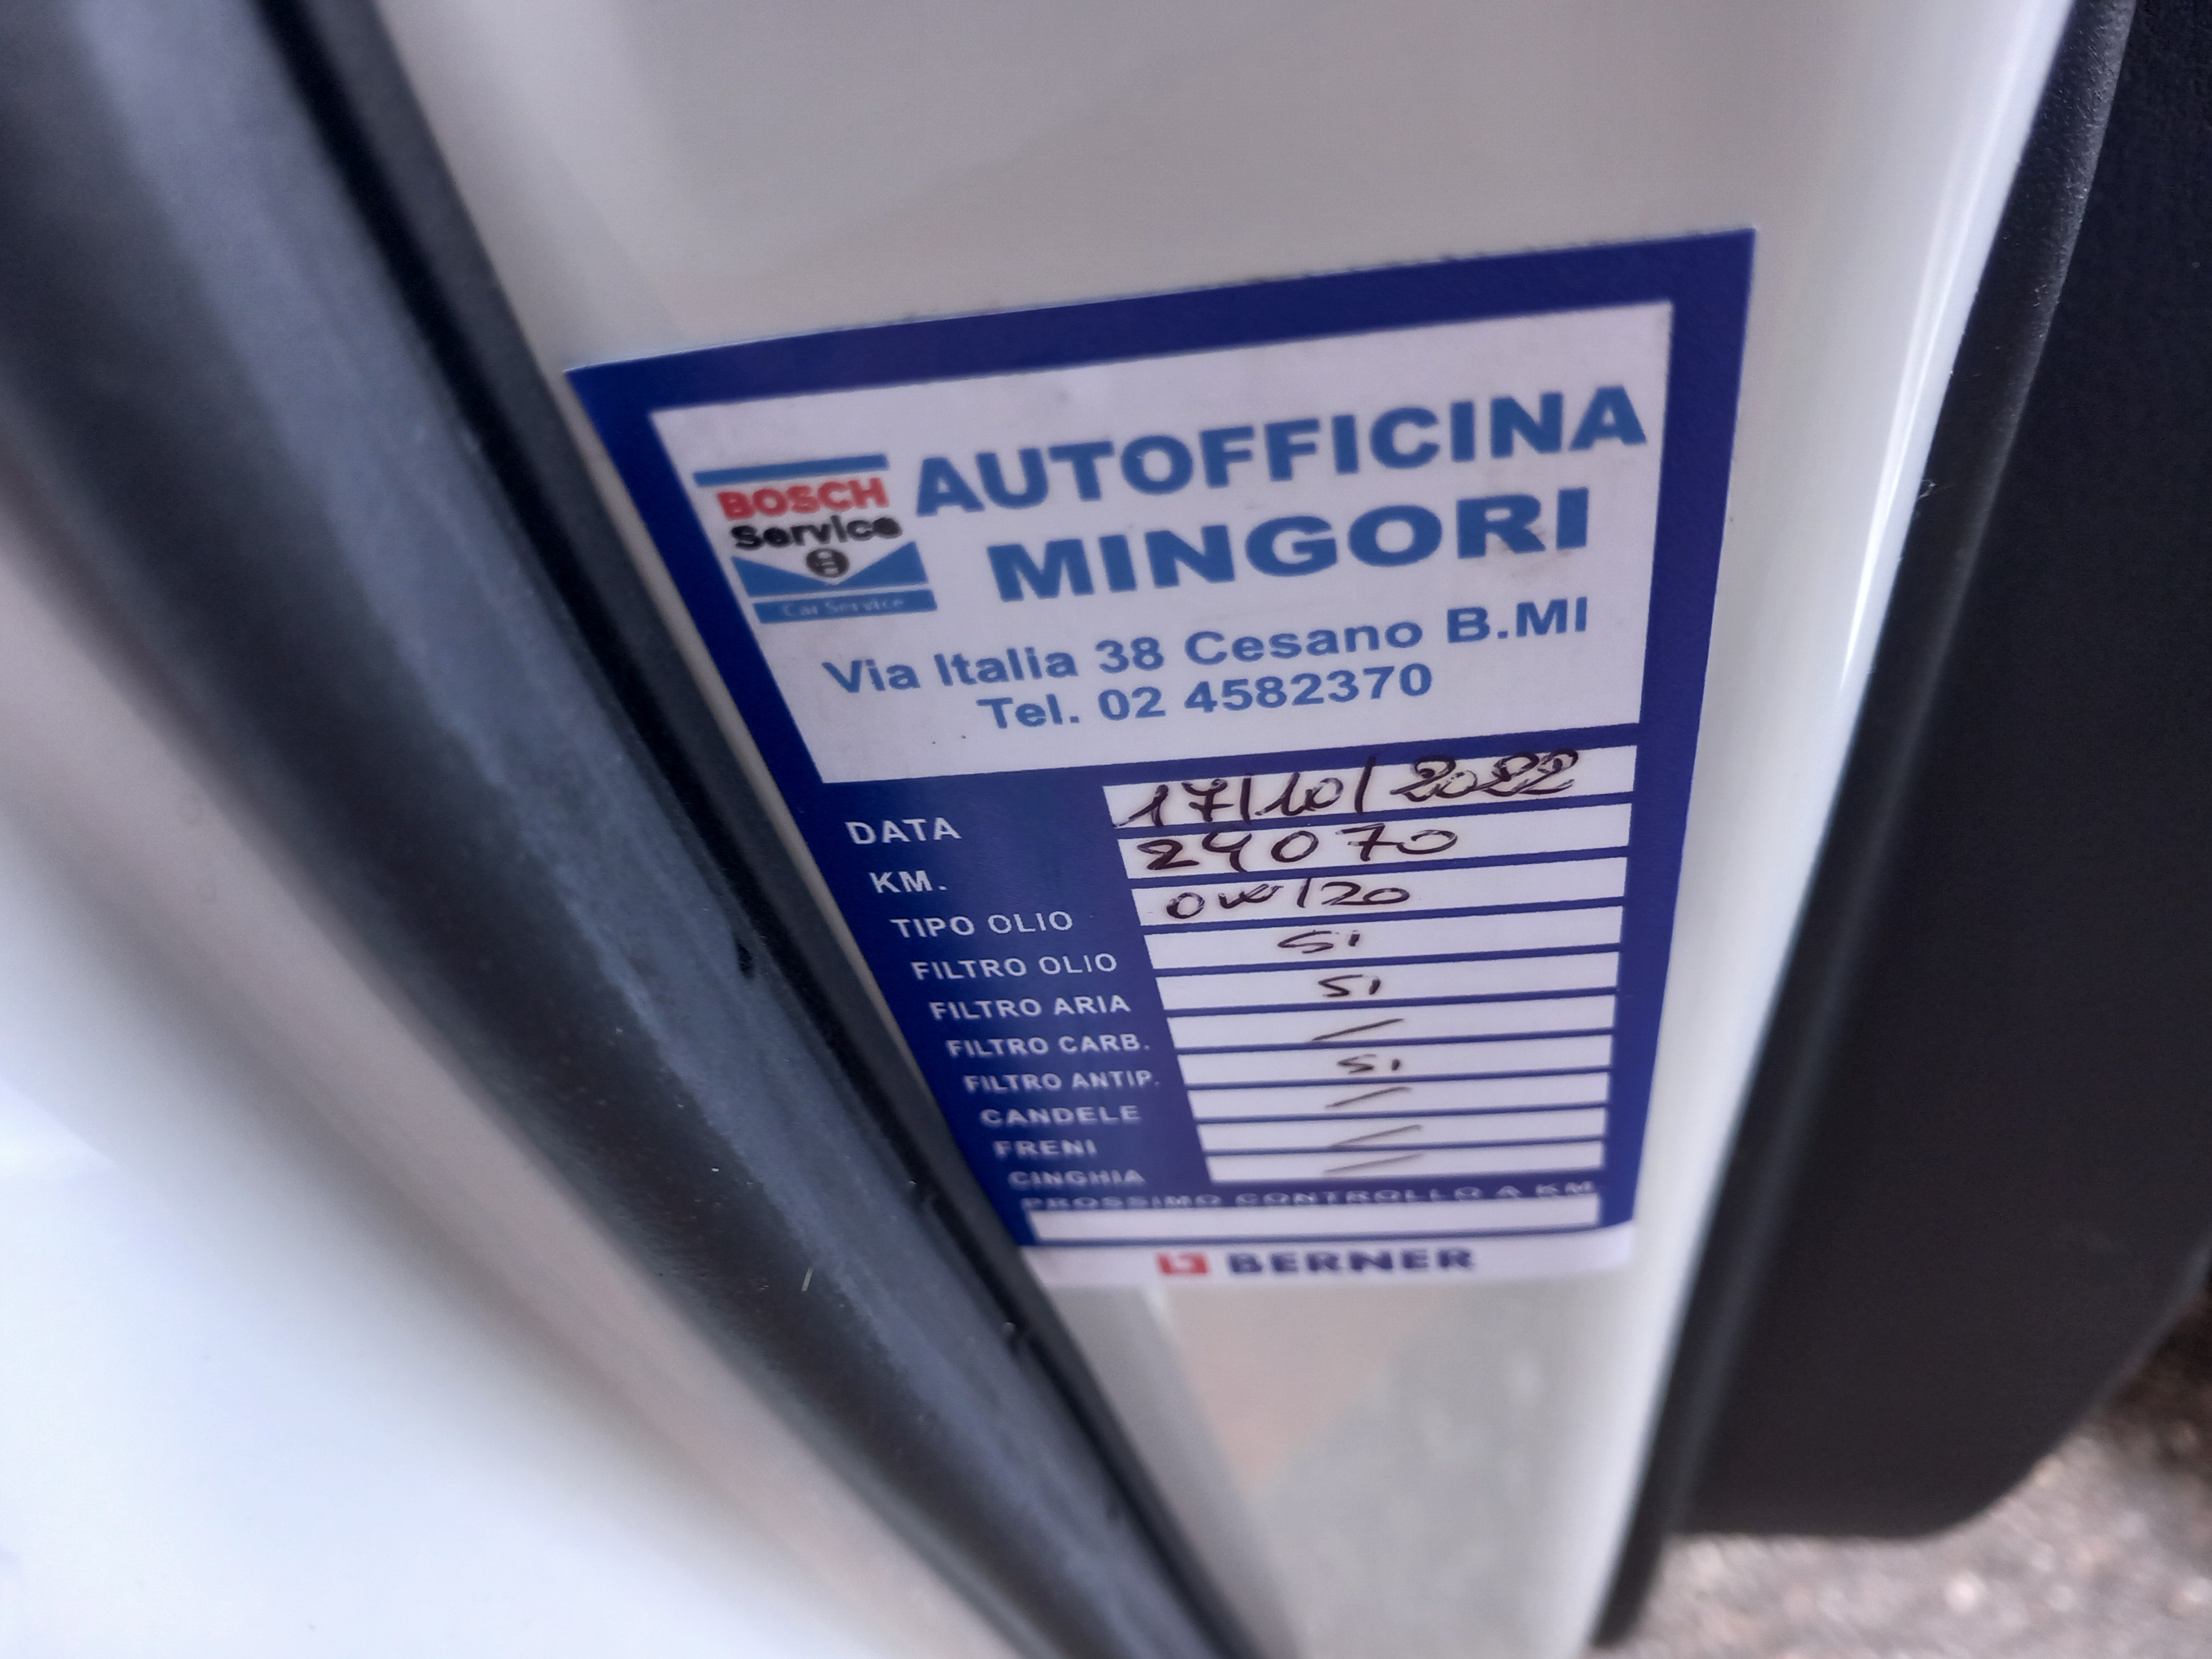 BOSCH
Service
Car Service
AUTOFFICINA
MINGORI
Via Italia 38 Cesano B.MI
Tel. 02 4582370
DATA 17/10/2022
KM. 29070
TIPO OLIO 0W/20
FILTRO OLIO SI
FILTRO ARIA SI
FILTRO CARB. /
FILTRO ANTIP. SI
CANDELE /
FRENI /
CINGHIA /
PROSSIMO CONTROLLO A KM
BERNER